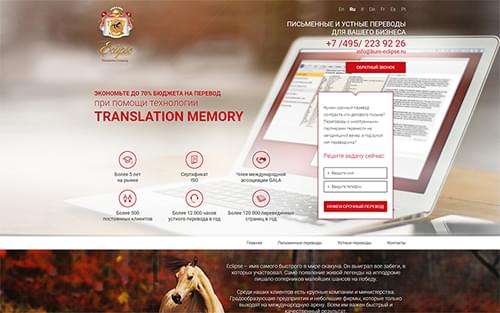 En Ru It De Fr Es Pt
ПИСЬМЕННЫЕ И УСТНЫЕ ПЕРЕВОДЫ
ДЛЯ ВАШЕГО БИЗНЕСА
+7 /495/ 223 92 26
info@buro-eclipse.ru
ОБРАТНЫЙ ЗВОНОК
ЭКОНОМЬТЕ ДО 70% БЮДЖЕТА НА ПЕРЕВОД
при помощи технологии
TRANSLATION MEMORY
Нужен срочный перевод
контракта или делового письма?
Переговоры с иностранными
партнерами перенесли на
сегодняшний вечер, а под рукой
нет переводчика?
Решите задачу сейчас:
Введите имя
Введите телефон
НУЖЕН СРОЧНЫЙ ПЕРЕВОД
Более 5 лет
на рынке
Сертификат
ISO
Член международной
ассоциации GALA
Более 500
постоянных клиентов
Более 12 000 часов
устного перевода в год
Более 120 000 переведенных
страниц в год
Главная Письменные переводы Устные переводы Контакты
Eclipse – имя самого быстрого в мире скакуна. Он выиграл все забеги, в
которых участвовал. Само появление живой легенды на ипподроме
лишало соперников малейших шансов на победу.
Среди наших клиентов есть крупные компании и министерства.
Градообразующие предприятия и небольшие фирмы, которые только
выходят на международную арену. Всем им важен быстрый и
качественный результат.